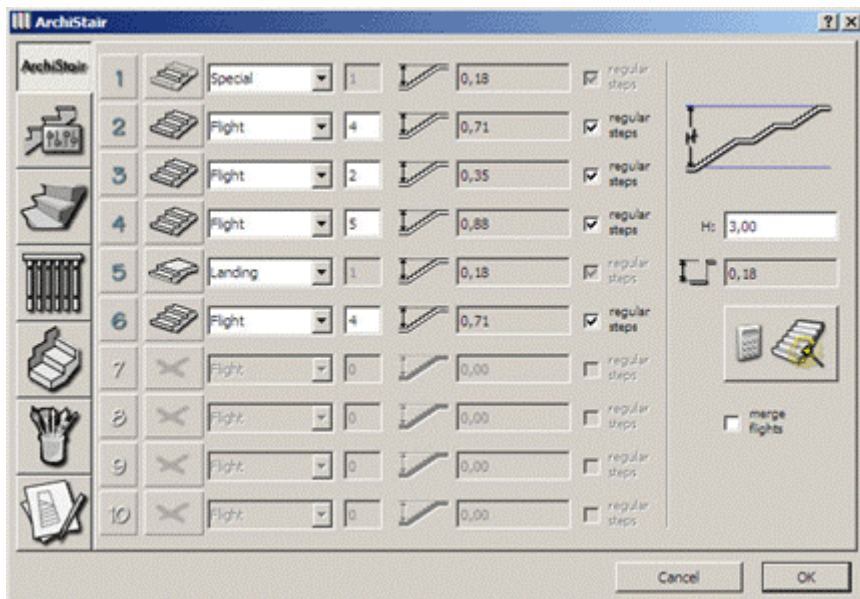 ArchiStair
ArchiStair
1 Special 1 0,18 regular steps
2 Flight 4 0,71 regular steps
3 Flight 2 0,35 regular steps
4 Flight 5 0,88 regular steps
5 Landing 1 0,18 regular steps
6 Flight 4 0,71 regular steps
7 Flight 0 0,00 regular steps
8 Flight 0 0,00 regular steps
9 Flight 0 0,00 regular steps
10 Flight 0 0,00 regular steps
H
H: 3,00
0,18
merge
flights
Cancel OK